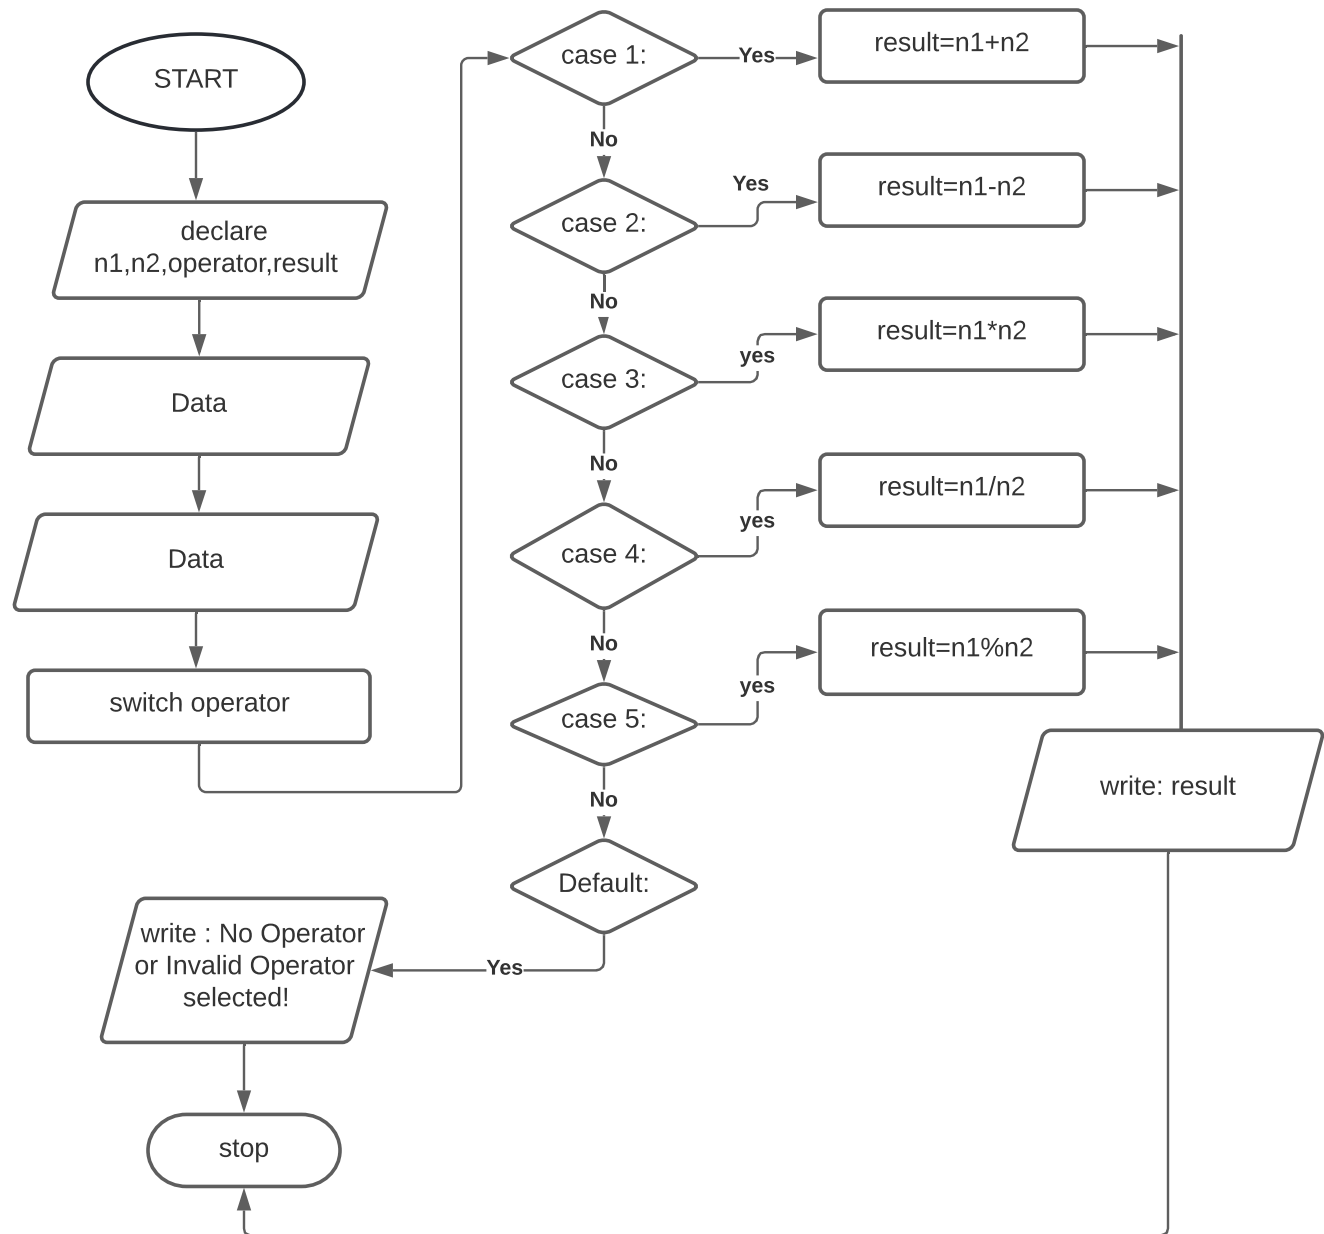 START
declare
n1,n2,operator,result
Data
Data
switch operator
case 1:
Yes
result=n1+n2
No
case 2:
Yes
result=n1-n2
No
case 3:
yes
result=n1*n2
No
case 4:
yes
result=n1/n2
No
case 5:
yes
result=n1%n2
No
Default:
Yes
write : No Operator
or Invalid Operator
selected!
write: result
stop